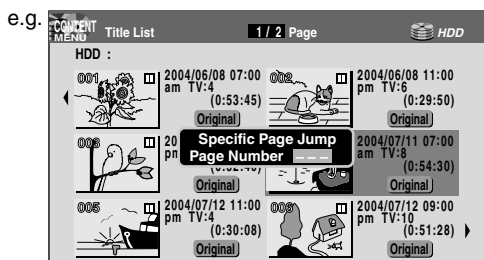 e.g.
CONTENT MENU Title List 1 / 2 Page HDD
HDD :
001 2004/06/08 07:00
am TV:4
(0:53:45)
Original
002 2004/06/08 11:00
pm TV:6
(0:29:50)
Original
003 20
pn
Original
Specific Page Jump
Page Number _ _ _
2004/07/11 07:00
am TV:8
(0:54:30)
Original
005 2004/07/12 11:00
pm TV:4
(0:30:08)
Original
006 2004/07/12 09:00
pm TV:10
(0:51:28)
Original